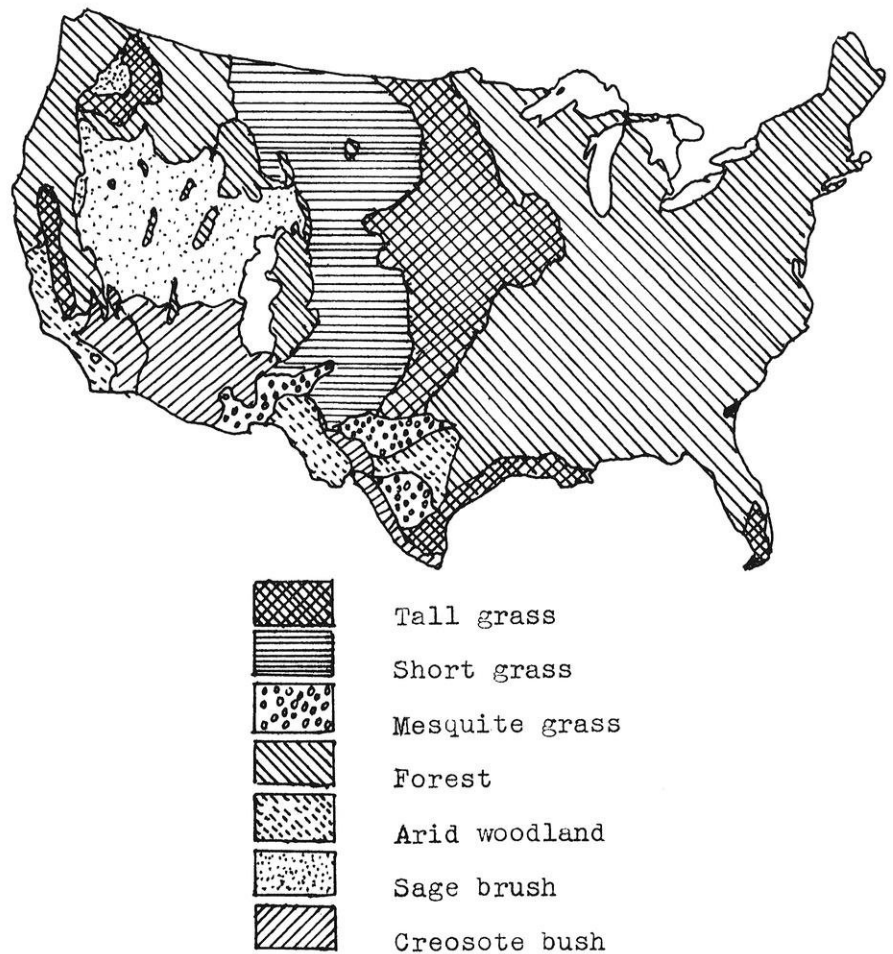 Tall grass
Short grass
Mesquite grass
Forest
Arid woodland
Sage brush
Creosote bush